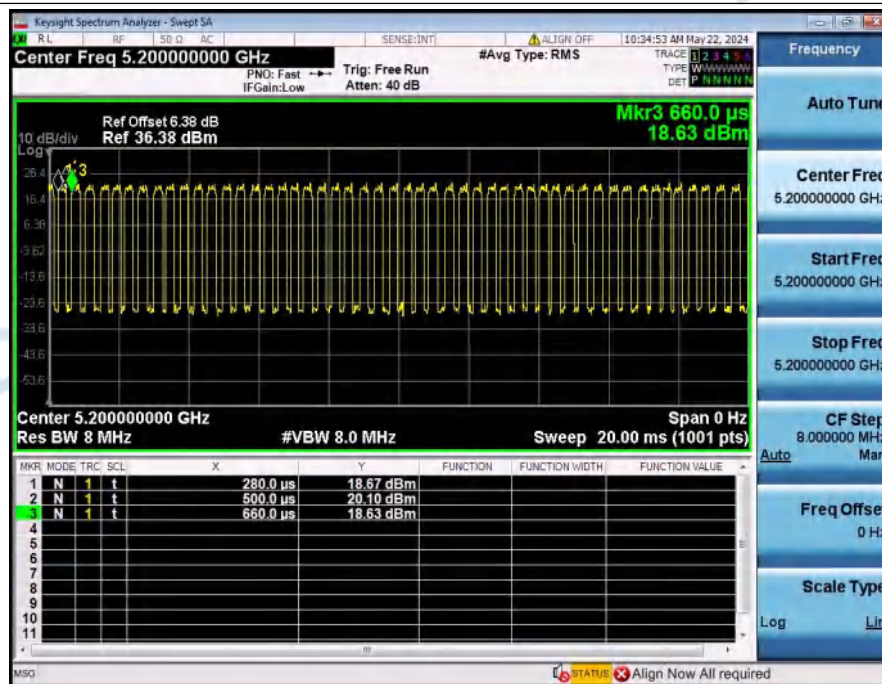 Keysight Spectrum Analyzer - Swept SA
RL RF 50 Ω AC SENSE:INT ALIGN OFF 10:34:53 AM May 22, 2024
Center Freq 5.200000000 GHz
#Avg Type: RMS
TRACE 1 2 3 4 5 6
TYPE WWWWWW
DET P N N N N N
PNO: Fast
IFGain:Low
Trig: Free Run
Atten: 40 dB
Mkr3 660.0 µs
18.63 dBm
Ref Offset 6.38 dB
10 dB/div Ref 36.38 dBm
Log
26.4
16.4
6.38
-3.62
-13.6
-23.6
-33.6
-43.6
-53.6
3
Center 5.200000000 GHz Span 0 Hz
Res BW 8 MHz #VBW 8.0 MHz Sweep 20.00 ms (1001 pts)
MKR MODE TRC SCL X Y FUNCTION FUNCTION WIDTH FUNCTION VALUE
1 N 1 t 280.0 µs 18.67 dBm
2 N 1 t 500.0 µs 20.10 dBm
3 N 1 t 660.0 µs 18.63 dBm
4
5
6
7
8
9
10
11
MSG STATUS Align Now All required
Frequency
Auto Tune
Center Freq
5.200000000 GHz
Start Freq
5.200000000 GHz
Stop Freq
5.200000000 GHz
CF Step
8.000000 MHz
Auto Man
Freq Offset
0 Hz
Scale Type
Log Lin